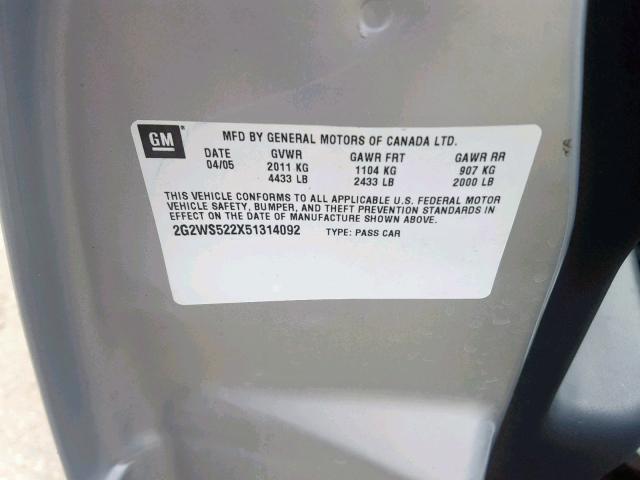 GM
MFD BY GENERAL MOTORS OF CANADA LTD.
DATE GVWR GAWR FRT GAWR RR
04/05 2011 KG 1104 KG 907 KG
4433 LB 2433 LB 2000 LB
THIS VEHICLE CONFORMS TO ALL APPLICABLE U.S. FEDERAL MOTOR
VEHICLE SAFETY, BUMPER, AND THEFT PREVENTION STANDARDS IN
EFFECT ON THE DATE OF MANUFACTURE SHOWN ABOVE.
2G2WS522X51314092 TYPE: PASS CAR